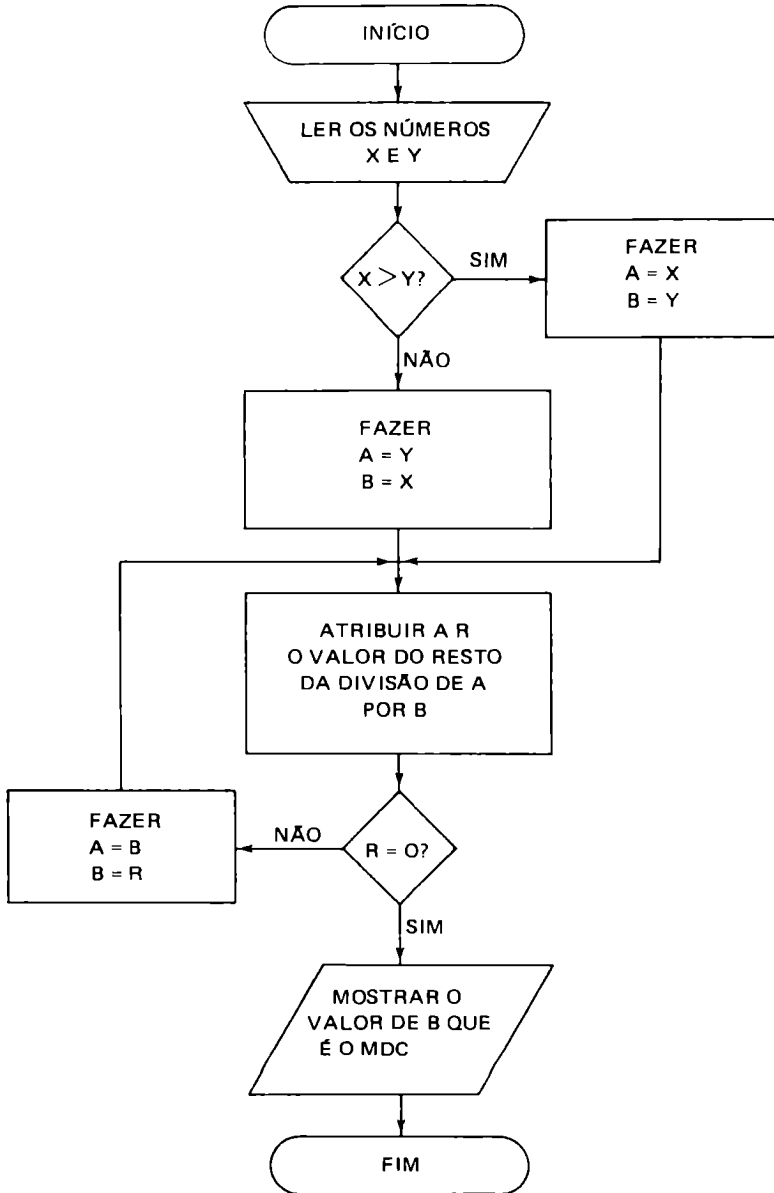 INÍCIO
LER OS NÚMEROS
X E Y
X > Y?
SIM
FAZER
A = X
B = Y
NÃO
FAZER
A = Y
B = X
ATRIBUIR A R
O VALOR DO RESTO
DA DIVISÃO DE A
POR B
FAZER
A = B
B = R
NÃO
R = O?
SIM
MOSTRAR O
VALOR DE B QUE
É O MDC
FIM